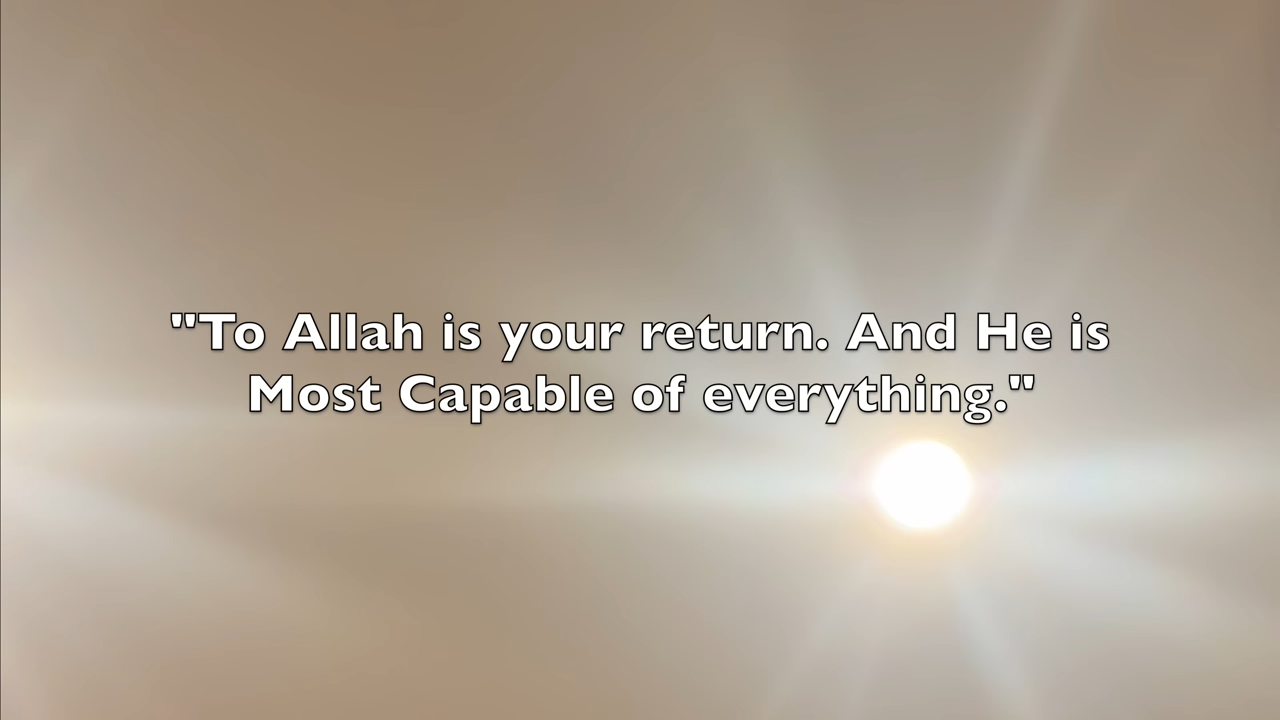 "To Allah is your return. And He is
Most Capable of everything."